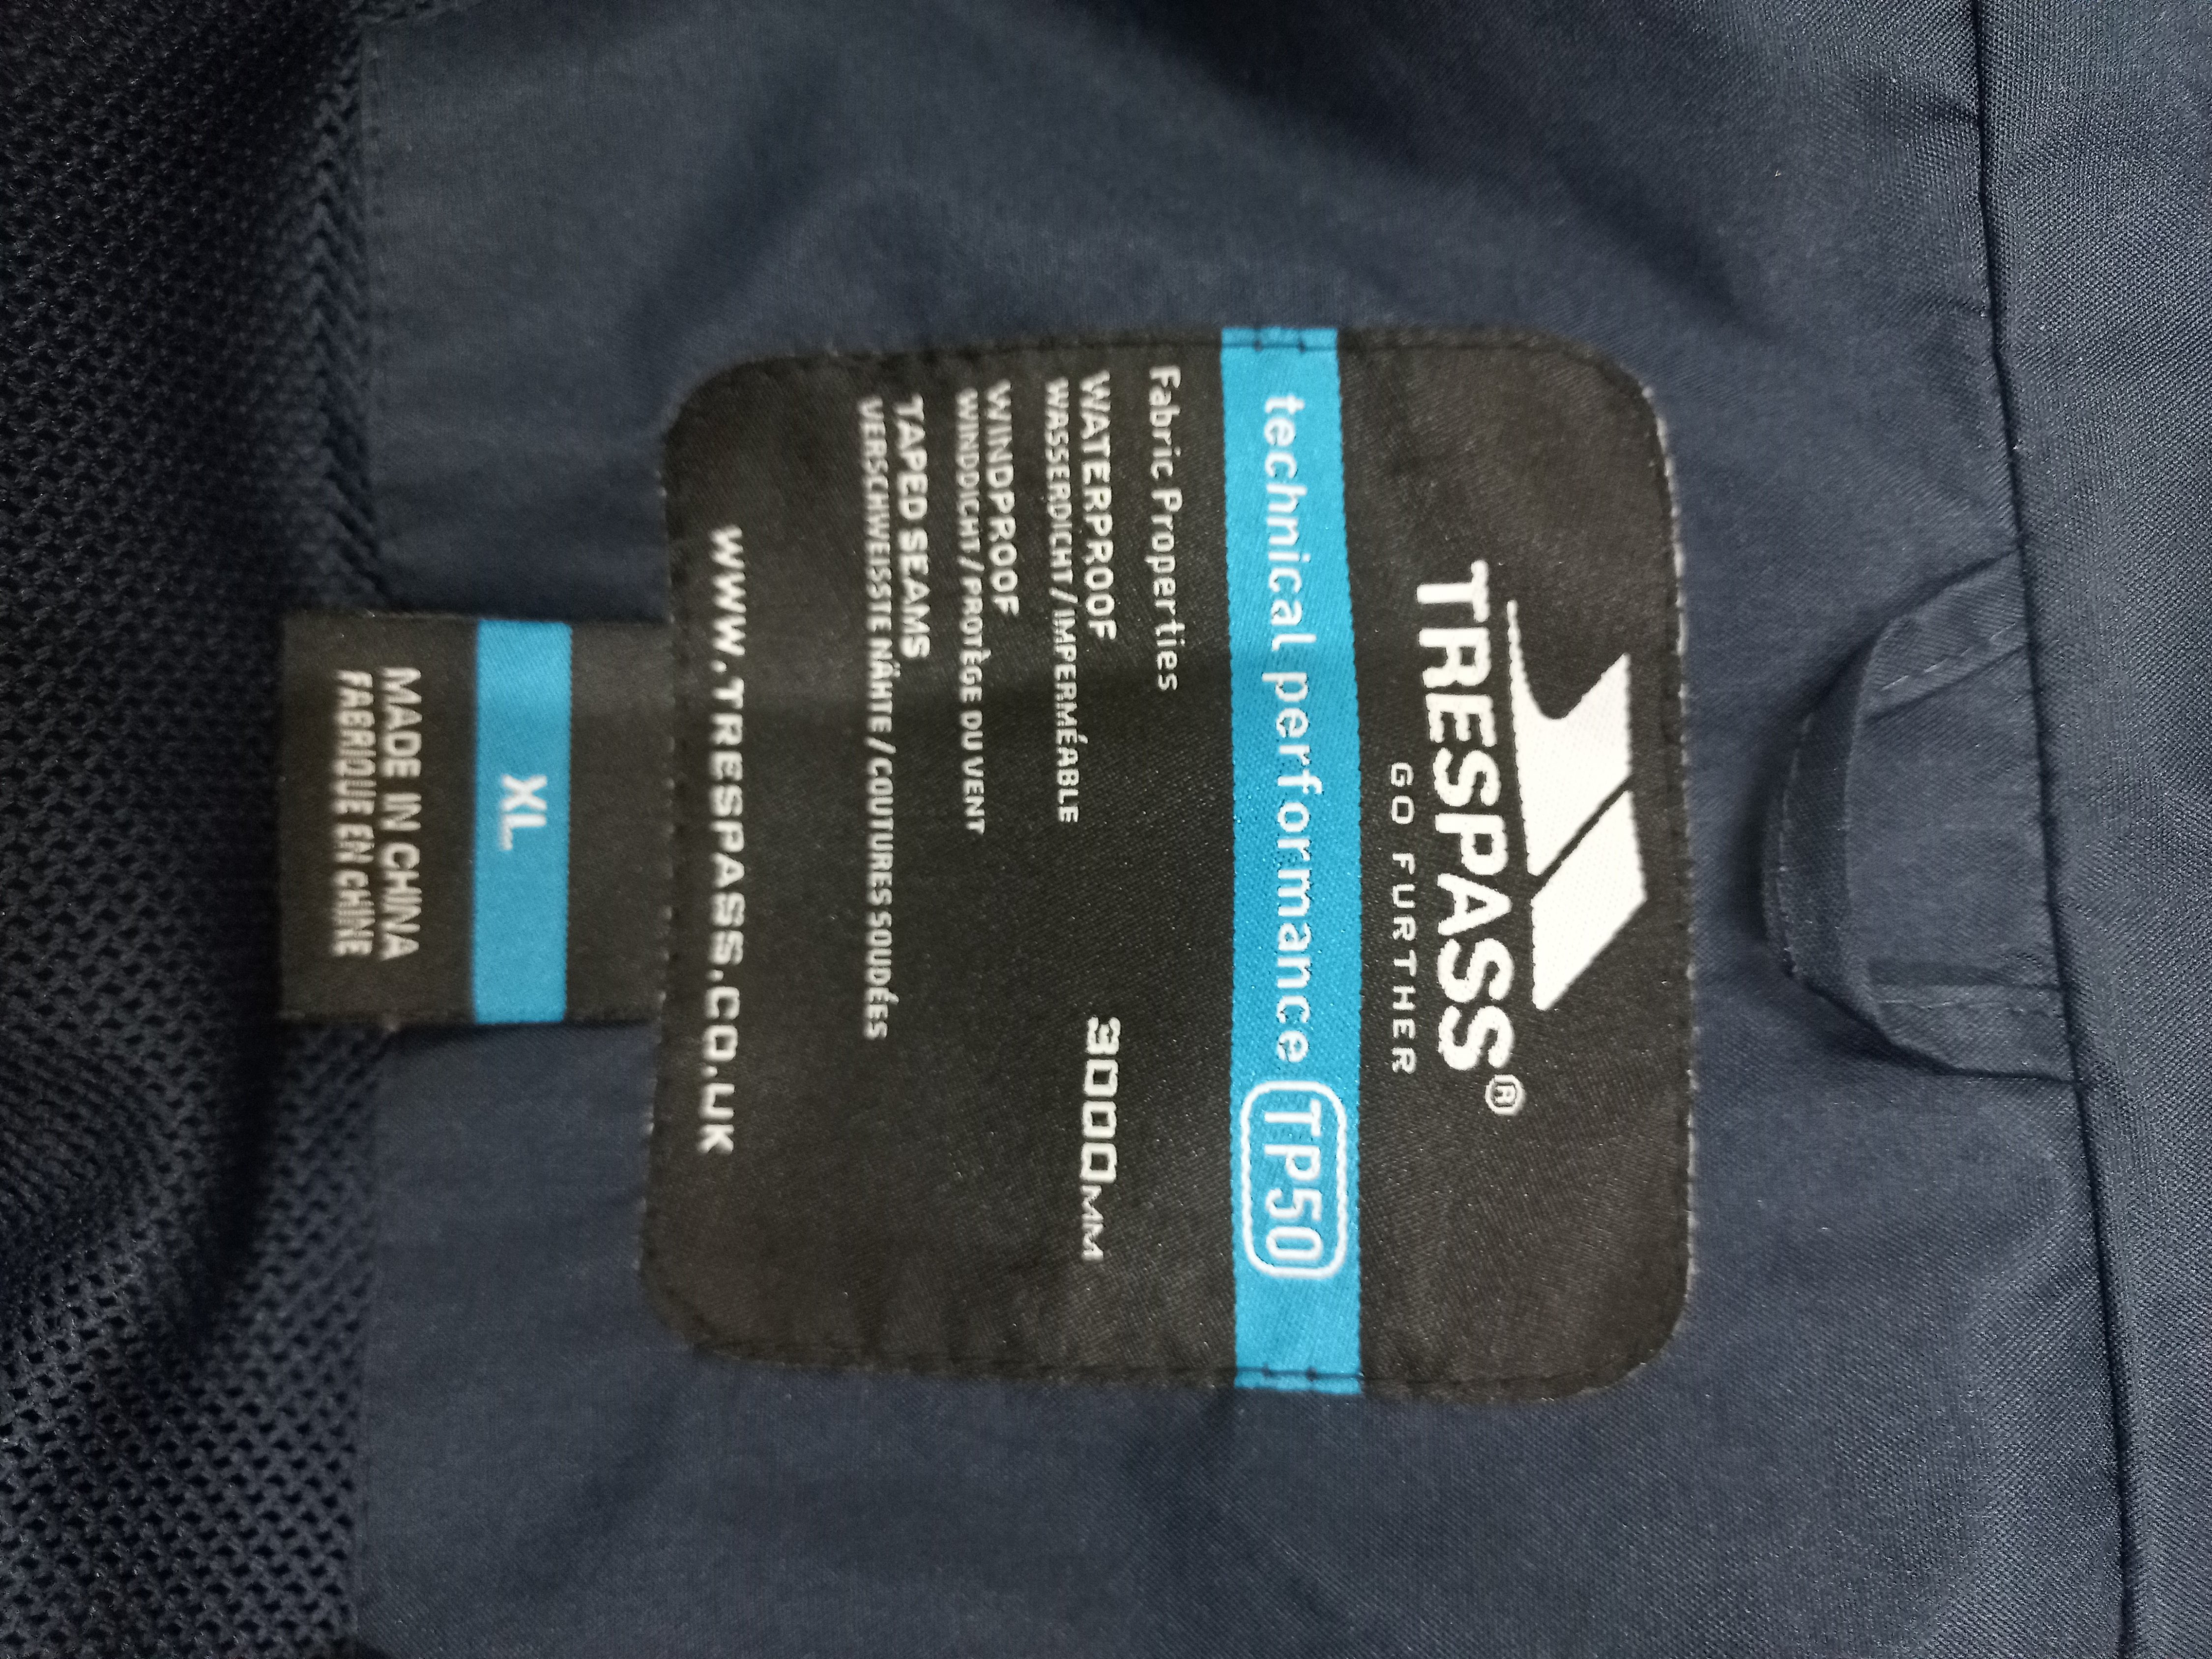 TRESPASS®
GO FURTHER
technical performance TP50
Fabric Properties
WATERPROOF 3000MM
WASSERDICHT / IMPERMÉABLE
WINDPROOF
WINDDICHT / PROTÈGE DU VENT
TAPED SEAMS
VERSCHWEISSTE NÄHTE / COUTURES SOUDÉES
WWW.TRESPASS.CO.UK
XL
MADE IN CHINA
FABRIQUE EN CHINE